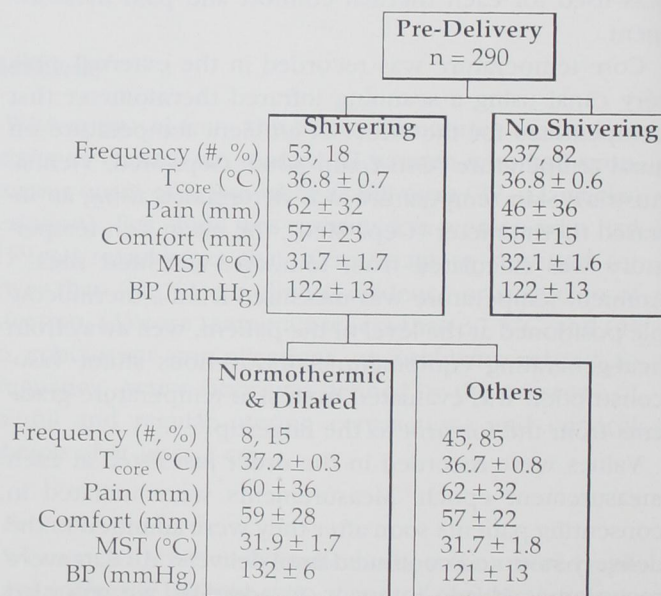 Pre-Delivery
n = 290
Shivering No Shivering
Frequency (#, %) 53, 18 237, 82
Tcore (°C) 36.8 ± 0.7 36.8 ± 0.6
Pain (mm) 62 ± 32 46 ± 36
Comfort (mm) 57 ± 23 55 ± 15
MST (°C) 31.7 ± 1.7 32.1 ± 1.6
BP (mmHg) 122 ± 13 122 ± 13
Normothermic
& Dilated Others
Frequency (#, %) 8, 15 45, 85
Tcore (°C) 37.2 ± 0.3 36.7 ± 0.8
Pain (mm) 60 ± 36 62 ± 32
Comfort (mm) 59 ± 28 57 ± 22
MST (°C) 31.9 ± 1.7 31.7 ± 1.8
BP (mmHg) 132 ± 6 121 ± 13